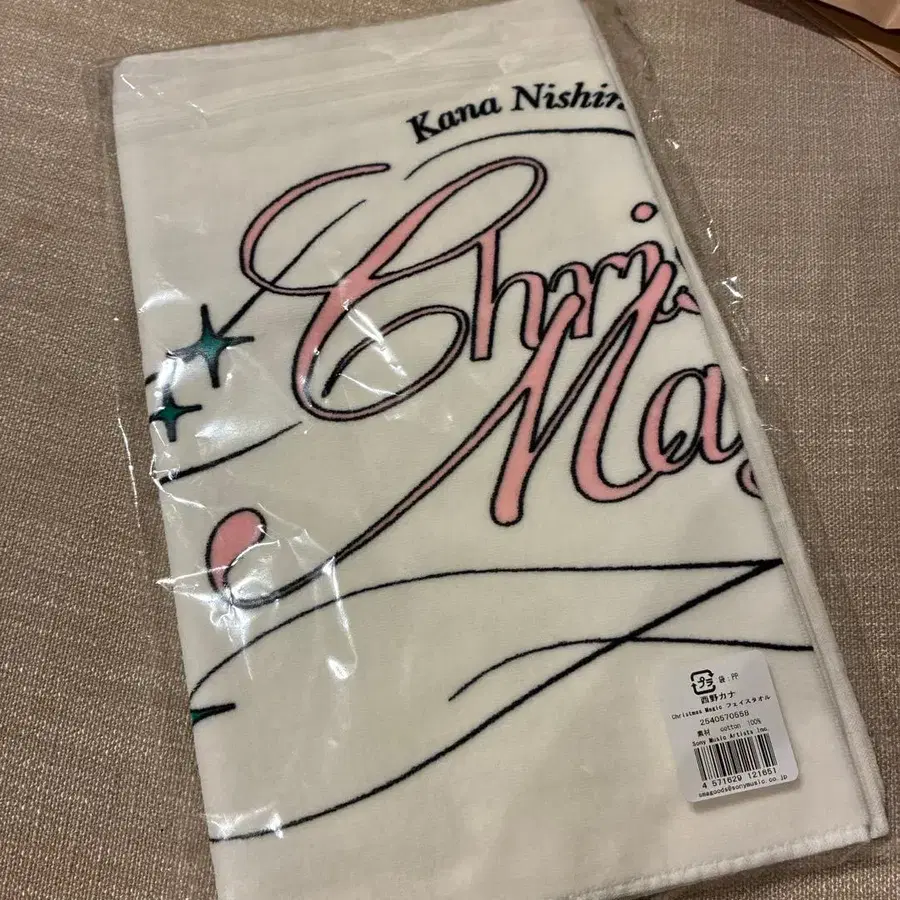 Kana Nishin
Chris
Mag
プラ 袋:PP
西野カナ
Christmas Magic フェイスタオル
2540570558
素材 cotton 100%
Sony Music Artists Inc.
4 571629 121651
smagoods@sonymusic.co.jp